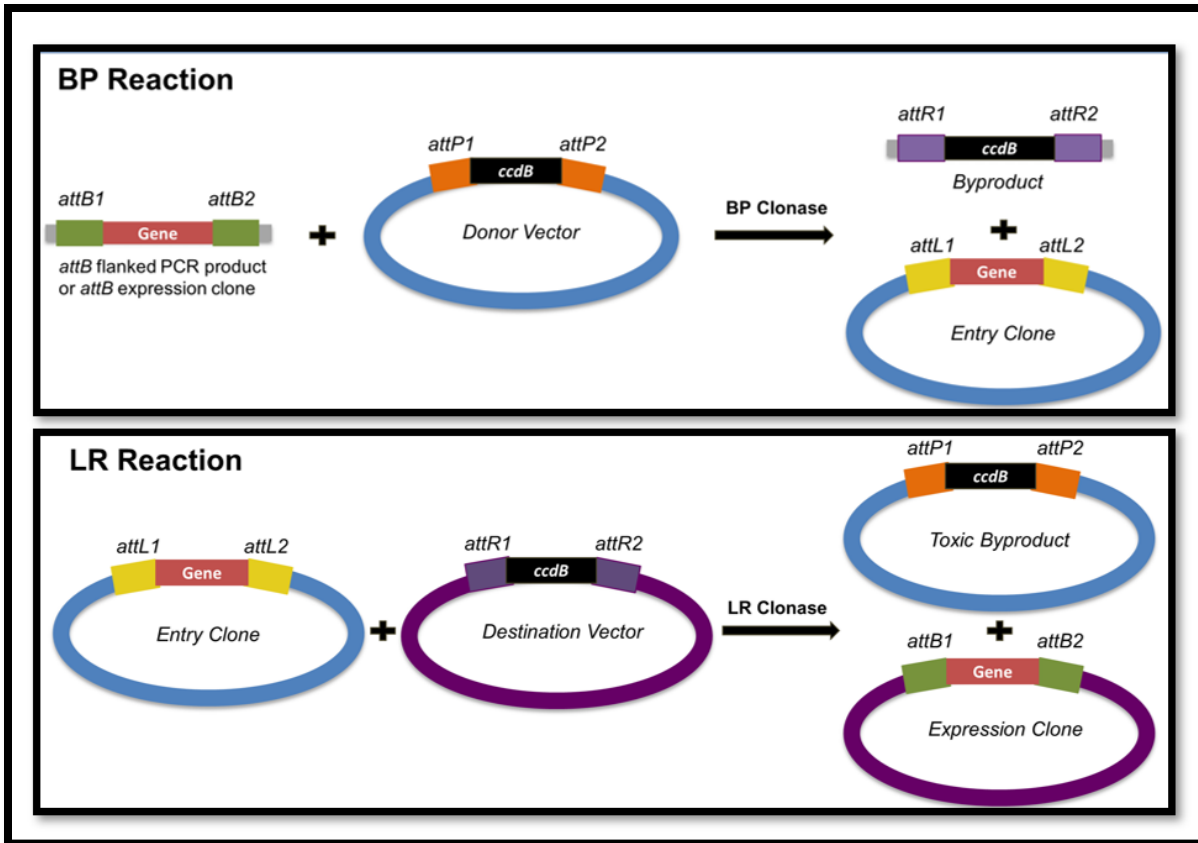 BP Reaction
attB1
attB2
Gene
attB flanked PCR product
or attB expression clone
attP1
attP2
ccdB
Donor Vector
BP Clonase
attR1
attR2
ccdB
Byproduct
attL1
attL2
Gene
Entry Clone
LR Reaction
attL1
attL2
Gene
Entry Clone
attR1
attR2
ccdB
Destination Vector
LR Clonase
attP1
attP2
ccdB
Toxic Byproduct
attB1
attB2
Gene
Expression Clone